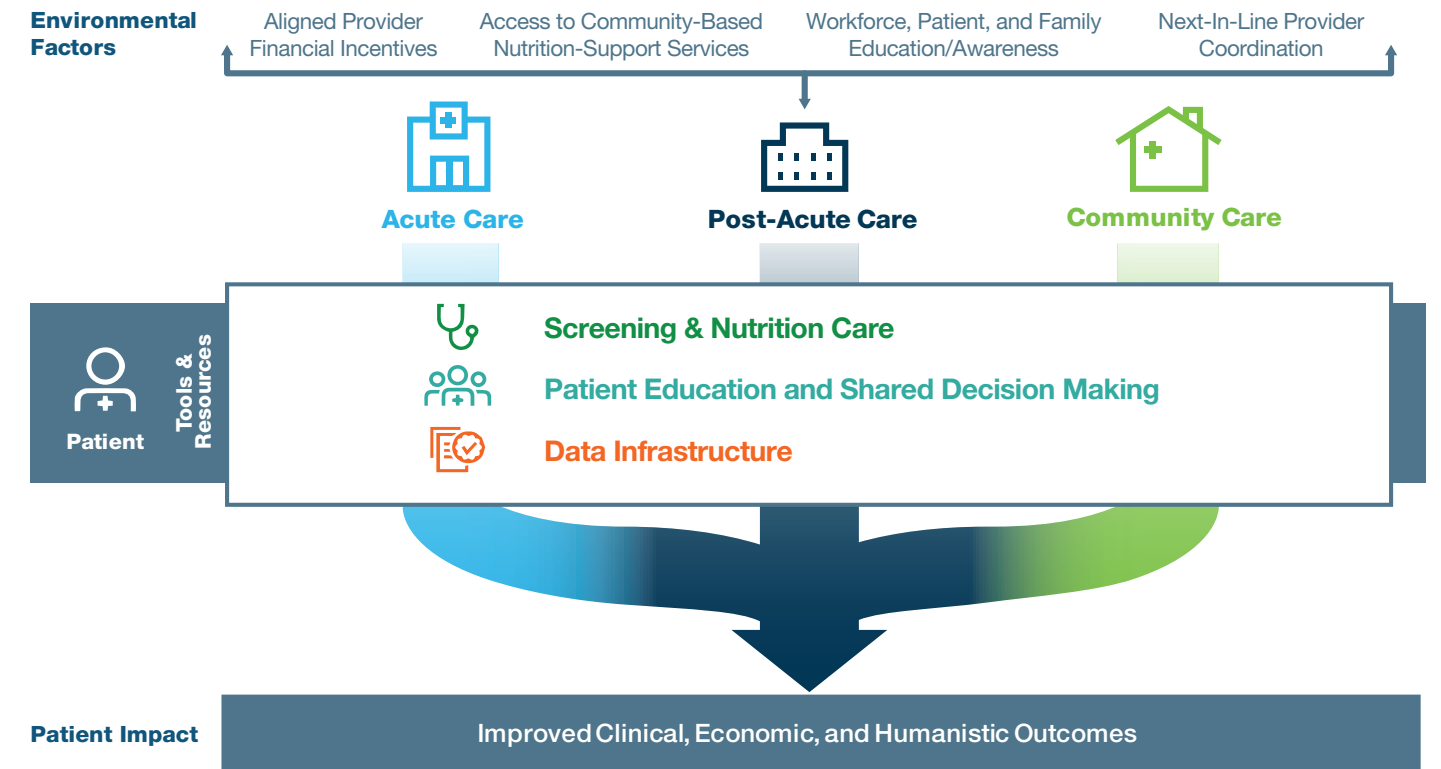 Environmental
Factors
Aligned Provider
Financial Incentives
Access to Community-Based
Nutrition-Support Services
Workforce, Patient, and Family
Education/Awareness
Next-In-Line Provider
Coordination
Acute Care
Post-Acute Care
Community Care
Patient
Tools &
Resources
Screening & Nutrition Care
Patient Education and Shared Decision Making
Data Infrastructure
Patient Impact
Improved Clinical, Economic, and Humanistic Outcomes